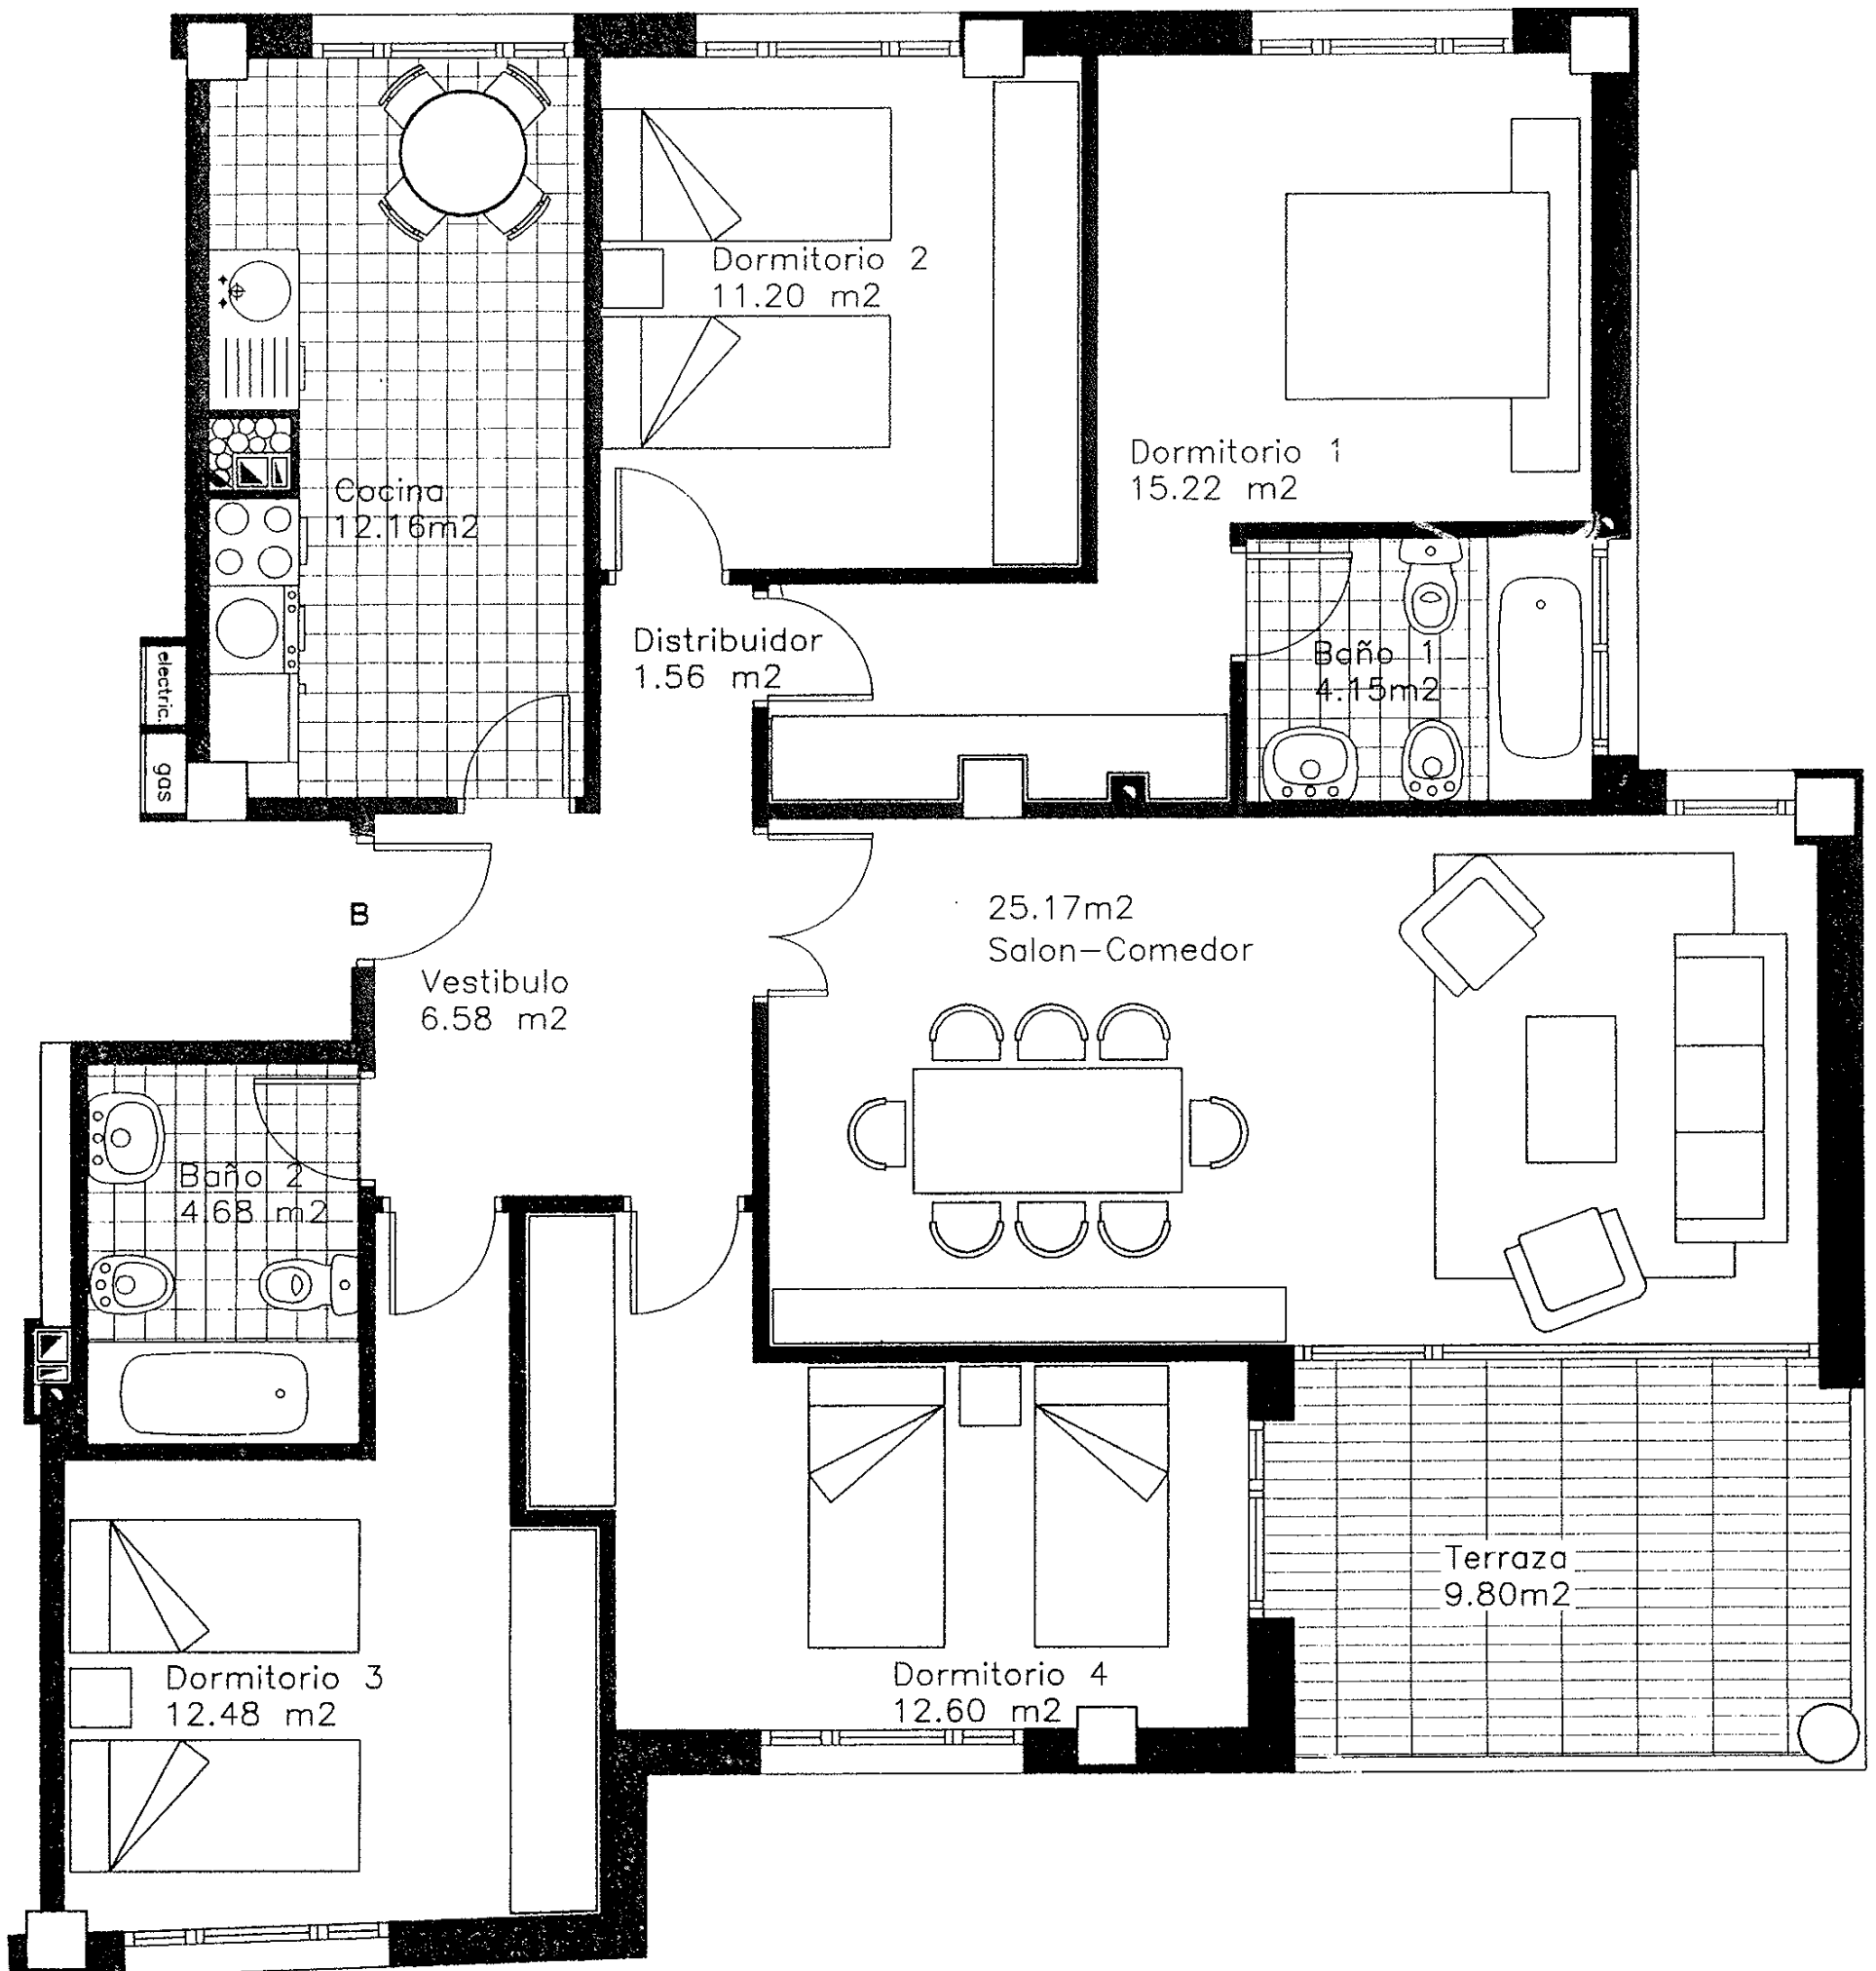 Dormitorio 2
11.20 m2
Dormitorio 1
15.22 m2
Cocina
12.16m2
Distribuidor
1.56 m2
Baño 1
4.15m2
electric.
gas
B
25.17m2
Salon-Comedor
Vestibulo
6.58 m2
Baño 2
4.68 m2
Terraza
9.80m2
Dormitorio 3
12.48 m2
Dormitorio 4
12.60 m2